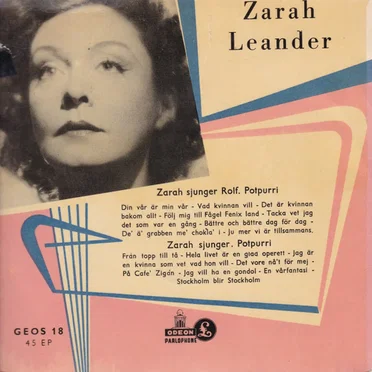 Zarah
Leander
Zarah sjunger Rolf. Potpurri
Din vår är min vår - Vad kvinnan vill - Det är kvinnan
bakom allt - Följ mig till Fågel Fenix land - Tacka vet jag
det som var en gång - Bättre och bättre dag för dag -
De' ä' grabben me' chokla' i - Ju mer vi är tillsammans.
Zarah sjunger. Potpurri
Från topp till tå - Hela livet är en giga operett - Jag är
en kvinna som vet vad hon vill - Det vore nå't för mej -
På Café Zigán - Jag vill ha en gondol - En vårfantasi -
Stockholm blir Stockholm
GEOS 18
45 EP
ODEON
PARLOPHONE
£